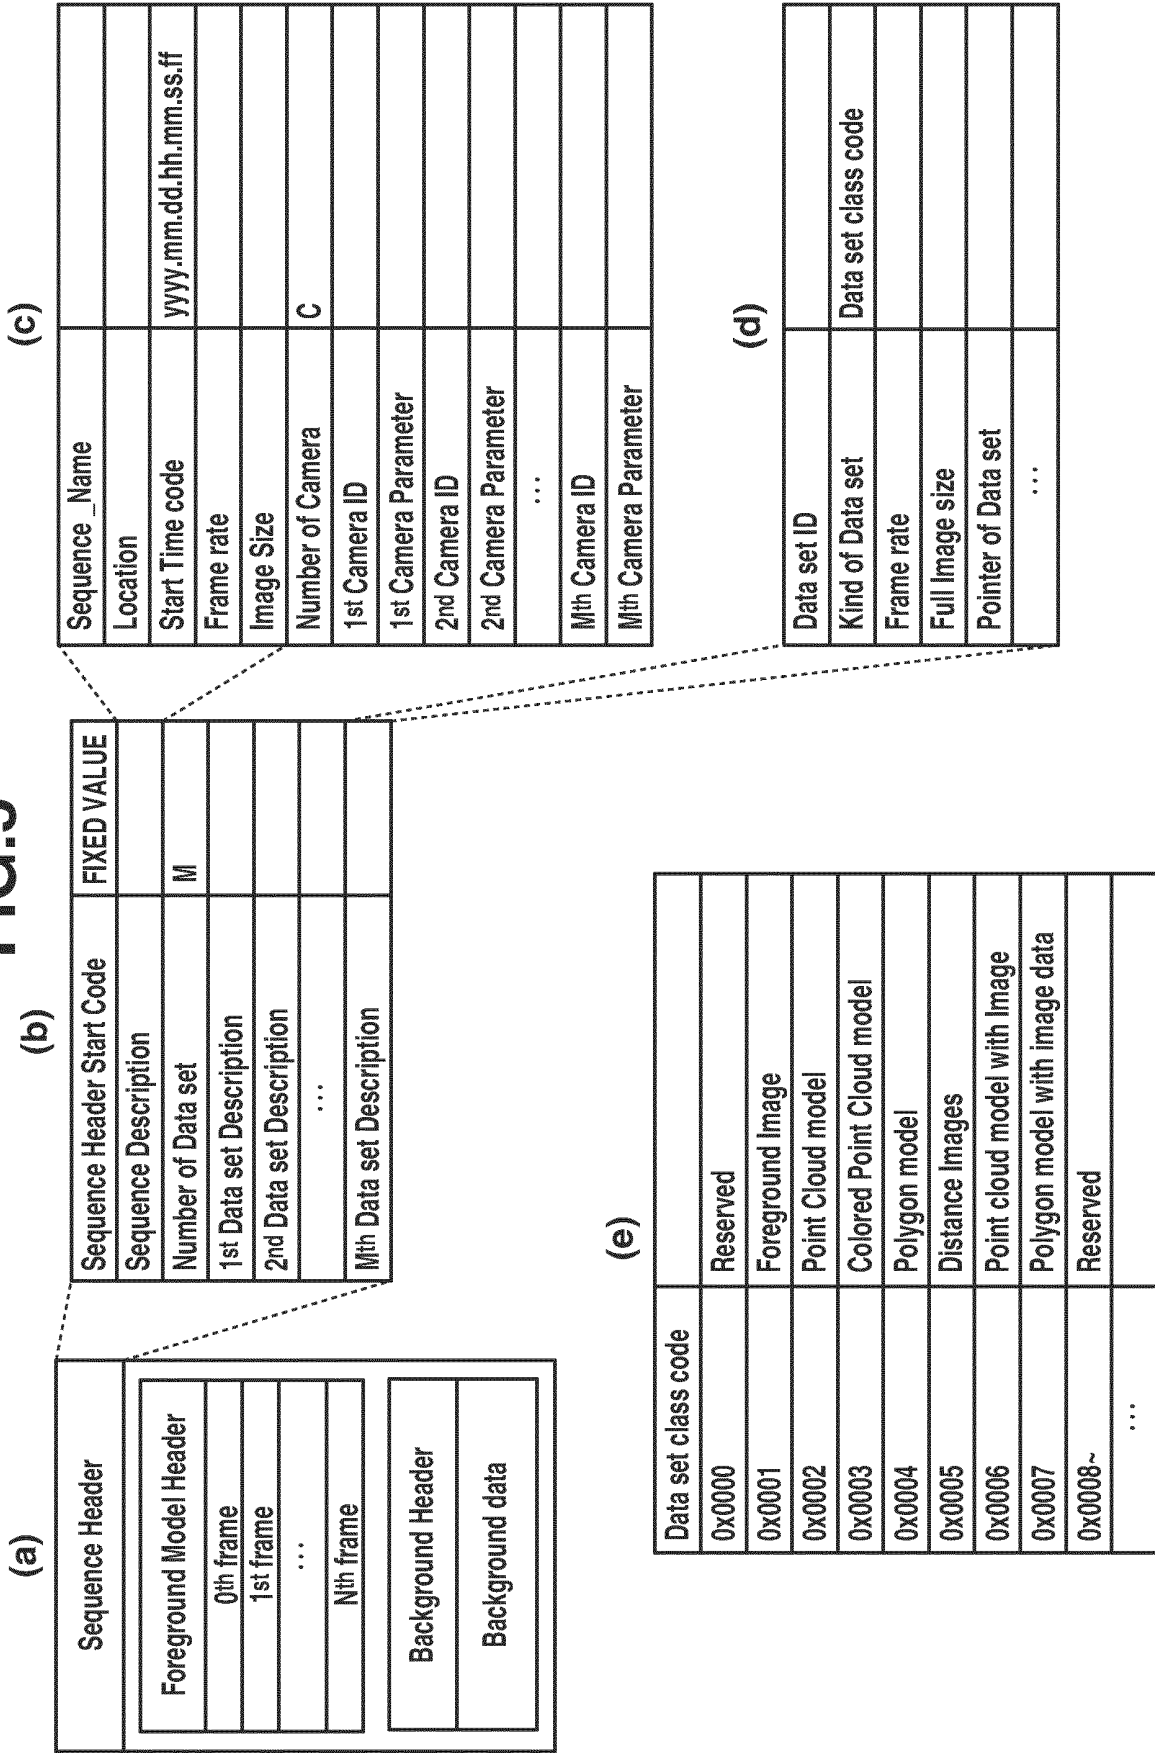 (a)
Sequence Header
Foreground Model Header
0th frame
1st frame
...
Nth frame
Background Header
Background data
(b)
Sequence Header Start Code FIXED VALUE
Sequence Description
Number of Data set M
1st Data set Description
2nd Data set Description
...
Mth Data set Description
(c)
Sequence _Name
Location
Start Time code yyyy.mm.dd.hh.mm.ss.ff
Frame rate
Image Size
Number of Camera C
1st Camera ID
1st Camera Parameter
2nd Camera ID
2nd Camera Parameter
...
Mth Camera ID
Mth Camera Parameter
(d)
Data set ID
Kind of Data set Data set class code
Frame rate
Full Image size
Pointer of Data set
...
(e)
Data set class code
0x0000 Reserved
0x0001 Foreground Image
0x0002 Point Cloud model
0x0003 Colored Point Cloud model
0x0004 Polygon model
0x0005 Distance Images
0x0006 Point cloud model with Image
0x0007 Polygon model with image data
0x0008~ Reserved
...